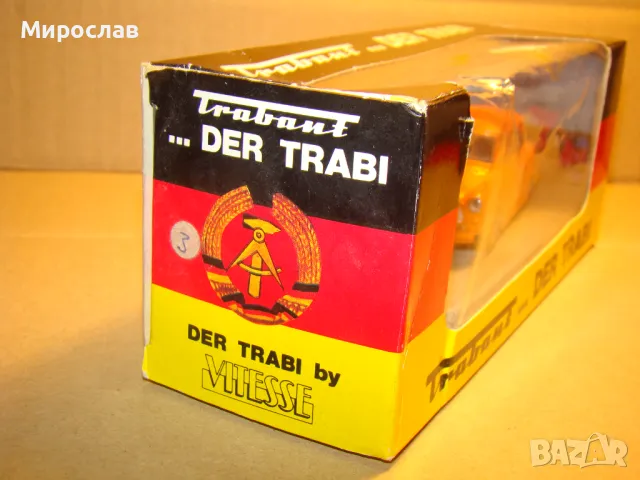 Мирослав
Trabant
... DER TRABI
Trabant ... DER TRABI
3
DER TRABI by
VITESSE
Trabant ... DER TRABI
BAZAR